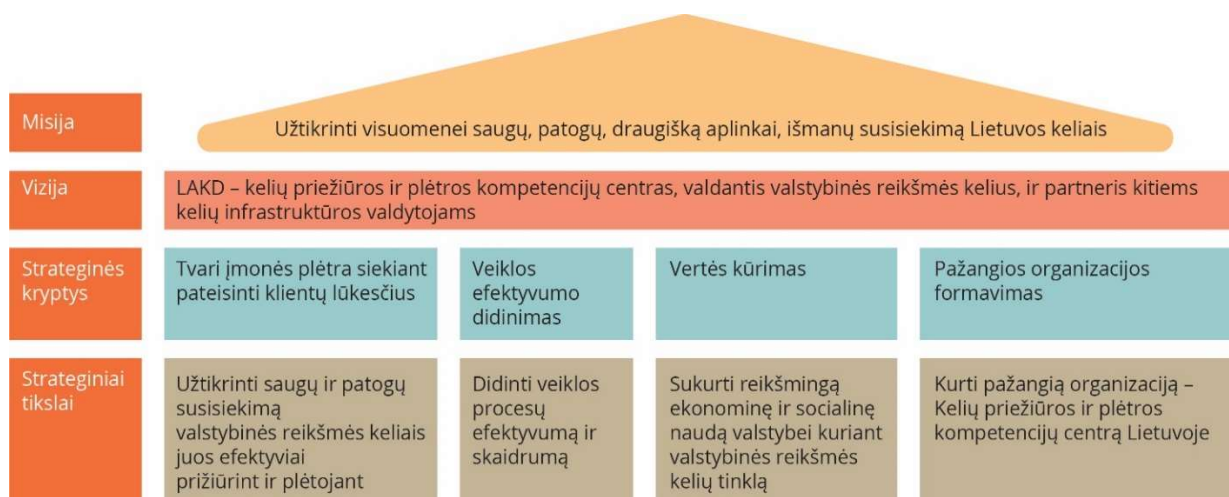 Misija
Užtikrinti visuomenei saugų, patogų, draugišką aplinkai, išmanų susisiekimą Lietuvos keliais
Vizija
LAKD – kelių priežiūros ir plėtros kompetencijų centras, valdantis valstybinės reikšmės kelius, ir partneris kitiems
kelių infrastruktūros valdytojams
Strateginės
kryptys
Tvari įmonės plėtra siekiant
pateisinti klientų lūkesčius
Veiklos
efektyvumo
didinimas
Vertės kūrimas
Pažangios organizacijos
formavimas
Strateginiai
tikslai
Užtikrinti saugų ir patogų
susisiekimą
valstybinės reikšmės keliais
juos efektyviai
prižiūrint ir plėtojant
Didinti veiklos
procesų
efektyvumą ir
skaidrumą
Sukurti reikšmingą
ekonominę ir socialinę
naudą valstybei kuriant
valstybinės reikšmės
kelių tinklą
Kurti pažangią organizaciją –
Kelių priežiūros ir plėtros
kompetencijų centrą Lietuvoje